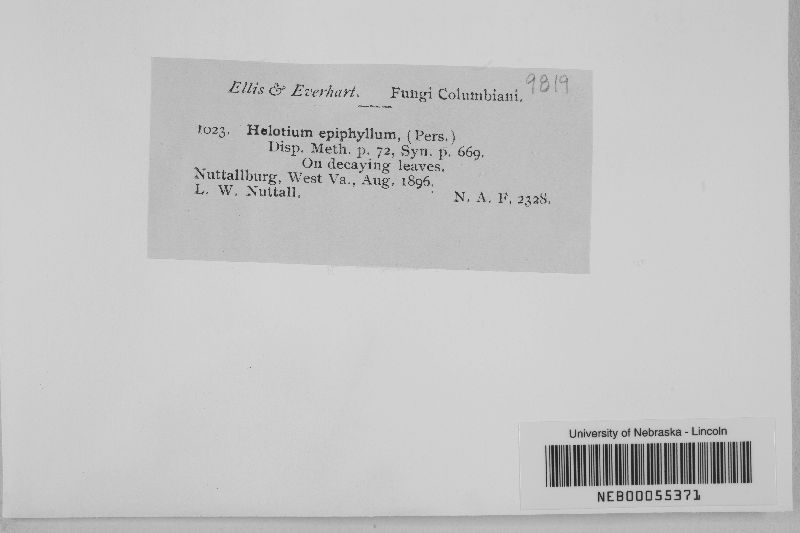 Ellis & Everhart. Fungi Columbiani. 9819
1023. Helotium epiphyllum, (Pers.)
Disp. Meth. p. 72, Syn. p. 669.
On decaying leaves.
Nuttallburg, West Va., Aug. 1896.
L. W. Nuttall. N. A. F. 2328.
University of Nebraska - Lincoln
NEB00055371